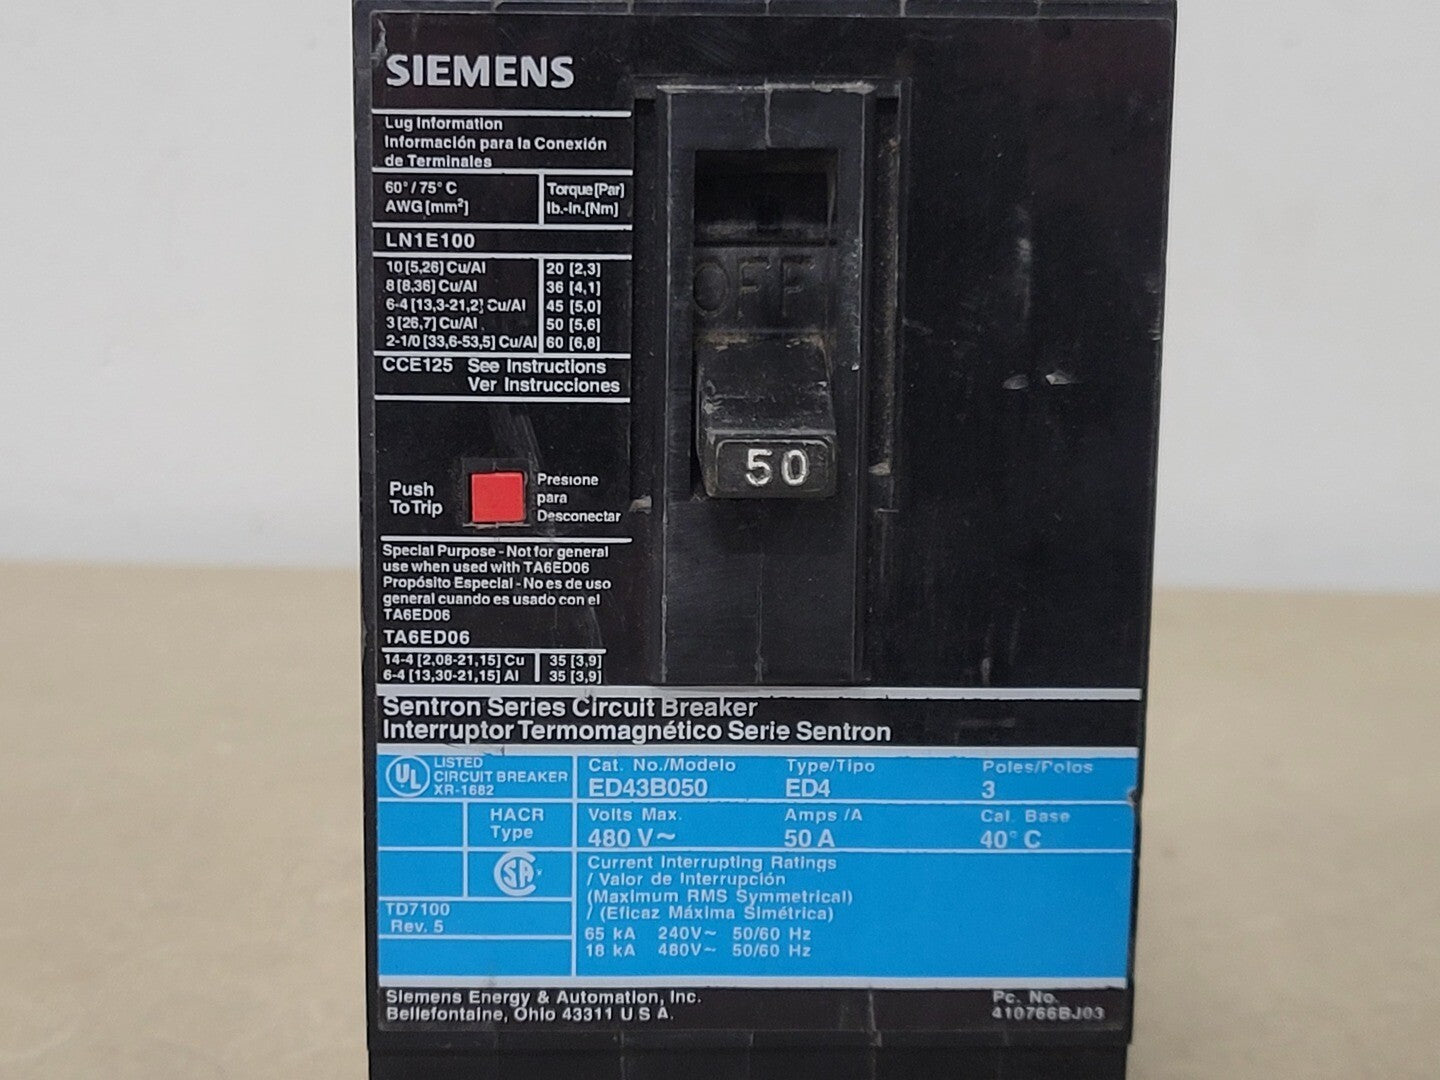 SIEMENS
Lug Information
Información para la Conexión
de Terminales
60°/75° C
AWG [mm²]
Torque [Par]
lb.-in.[Nm]
LN1E100
10 [5,26] Cu/Al 20 [2,3]
8 [8,36] Cu/Al 36 [4,1]
6-4 [13,3-21,2] Cu/Al 45 [5,0]
3 [26,7] Cu/Al 50 [5,6]
2-1/0 [33,6-53,5] Cu/Al 60 [6,8]
CCE125 See Instructions
Ver Instrucciones
OFF
50
Push
To Trip
Presione
para
Desconectar
Special Purpose - Not for general
use when used with TA6ED06
Propósito Especial - No es de uso
general cuando es usado con el
TA6ED06
TA6ED06
14-4 [2,08-21,15] Cu 35 [3,9]
6-4 [13,30-21,15] Al 35 [3,9]
Sentron Series Circuit Breaker
Interruptor Termomagnético Serie Sentron
UL
LISTED
CIRCUIT BREAKER
XR-1682
HACR
Type
SA
TD7100
Rev. 5
Cat. No./Modelo Type/Tipo Poles/Polos
ED43B050 ED4 3
Volts Max. Amps /A Cal. Base
480 V~ 50 A 40° C
Current Interrupting Ratings
/ Valor de Interrupción
(Maximum RMS Symmetrical)
/ (Eficaz Máxima Simétrica)
65 kA 240V~ 50/60 Hz
18 kA 480V~ 50/60 Hz
Siemens Energy & Automation, Inc.
Bellefontaine, Ohio 43311 U.S.A.
Pc. No.
410766BJ03